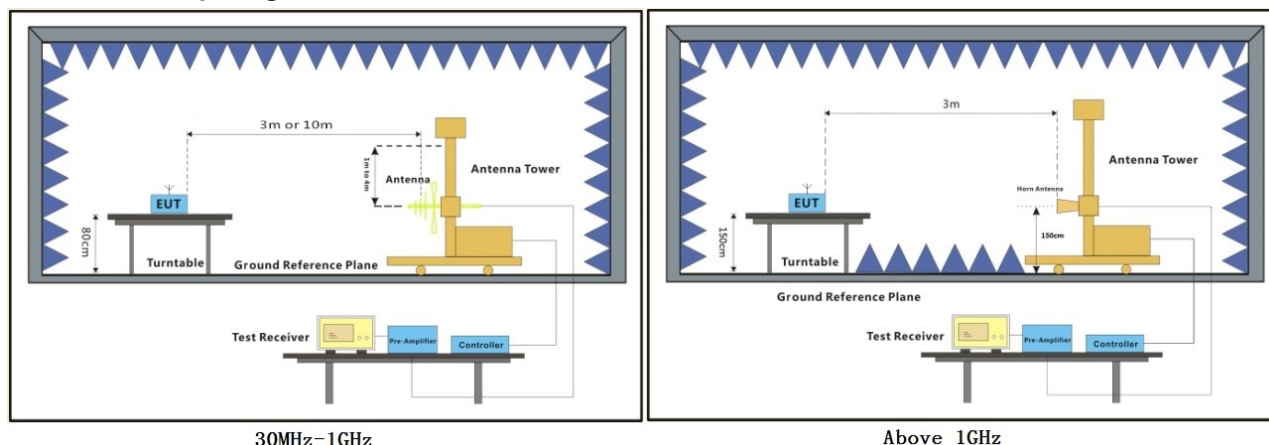 3m or 10m
1m to 4m
Antenna
Antenna Tower
EUT
80cm
Turntable
Ground Reference Plane
Test Receiver
Pre-Amplifier
Controller
30MHz-1GHz
3m
Antenna Tower
Horn Antenna
EUT
150cm
150cm
Turntable
Ground Reference Plane
Test Receiver
Pre-Amplifier
Controller
Above 1GHz